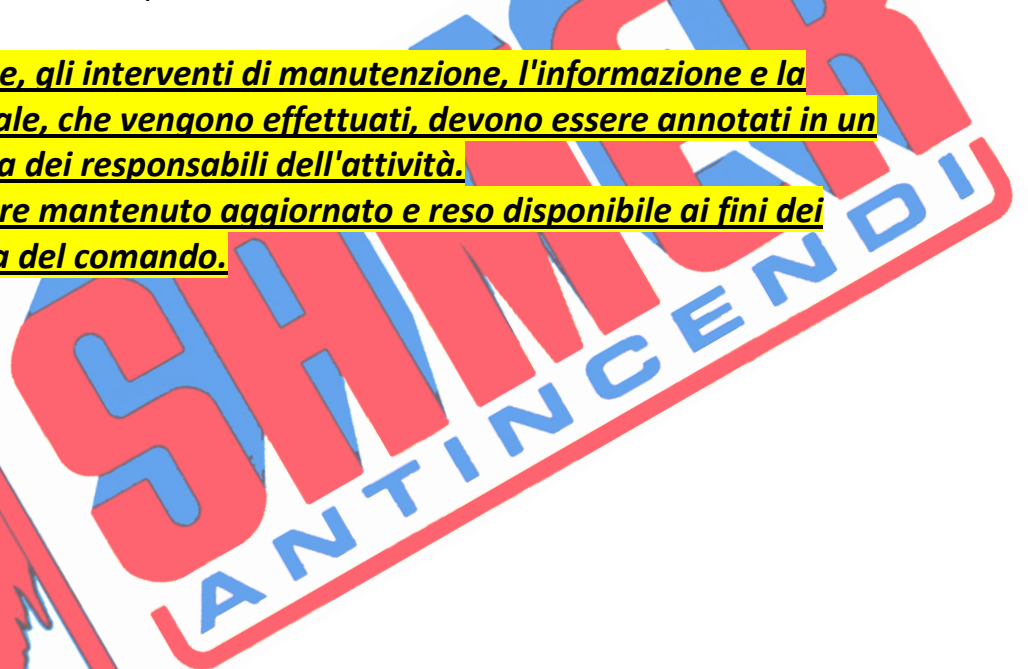 e, gli interventi di manutenzione, l'informazione e la
ale, che vengono effettuati, devono essere annotati in un
a dei responsabili dell'attività.
re mantenuto aggiornato e reso disponibile ai fini dei
a del comando.
ANTINCENDI